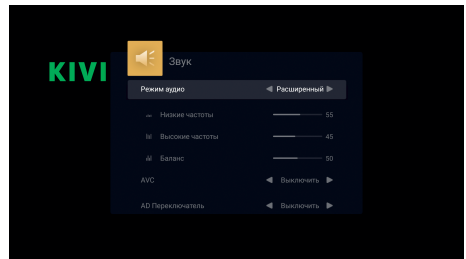 KIVI
Звук
Режим аудио
Расширенный
Низкие частоты
55
Высокие частоты
45
Баланс
50
AVC
Выключить
AD Переключатель
Выключить